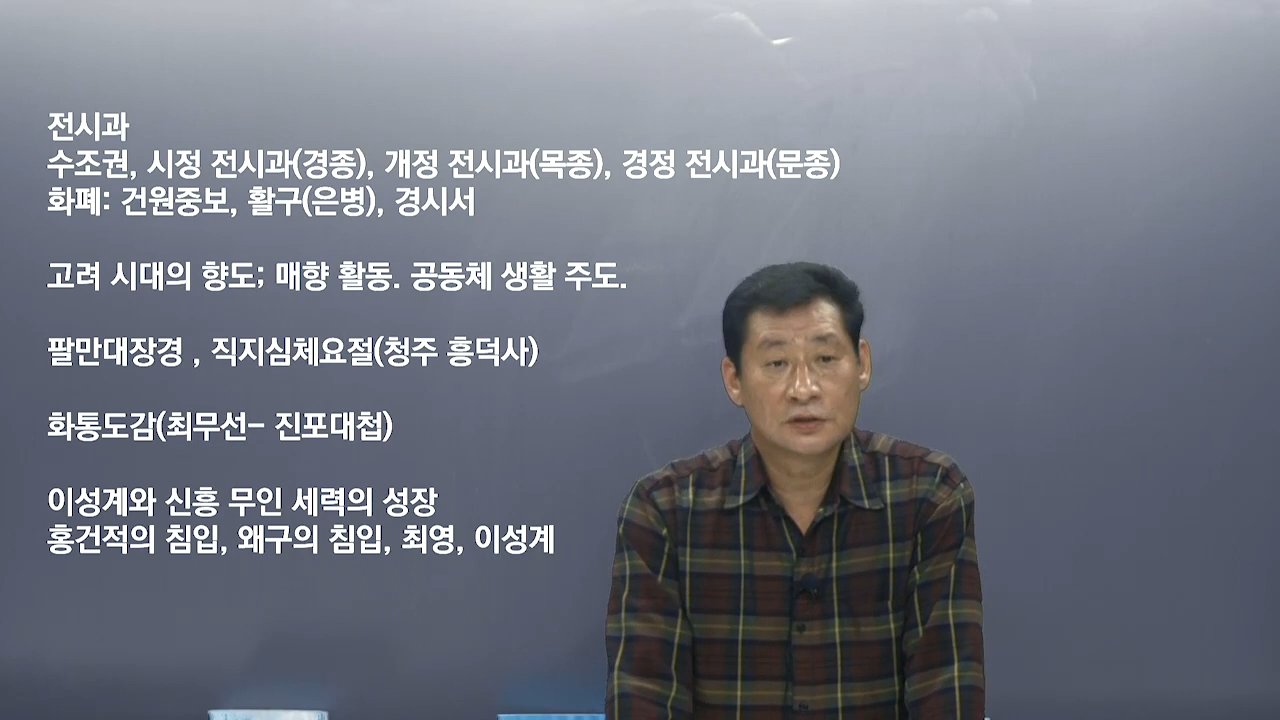 전시과
수조권, 시정 전시과(경종), 개정 전시과(목종), 경정 전시과(문종)
화폐: 건원중보, 활구(은병), 경시서
고려 시대의 향도; 매향 활동. 공동체 생활 주도.
팔만대장경 , 직지심체요절(청주 흥덕사)
화통도감(최무선- 진포대첩)
이성계와 신흥 무인 세력의 성장
홍건적의 침입, 왜구의 침입, 최영, 이성계